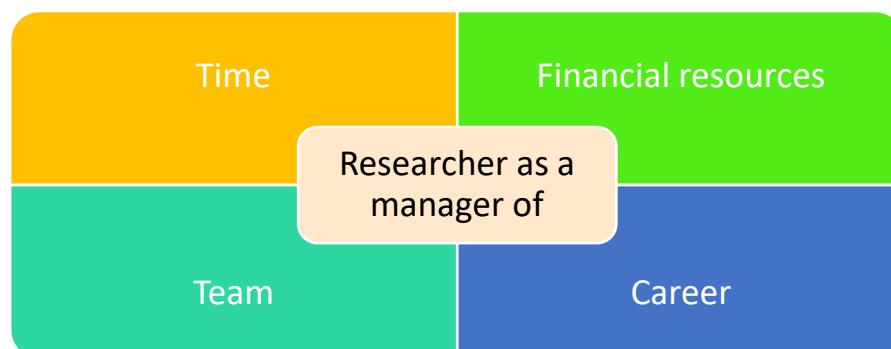 Time
Financial resources
Researcher as a
manager of
Team
Career